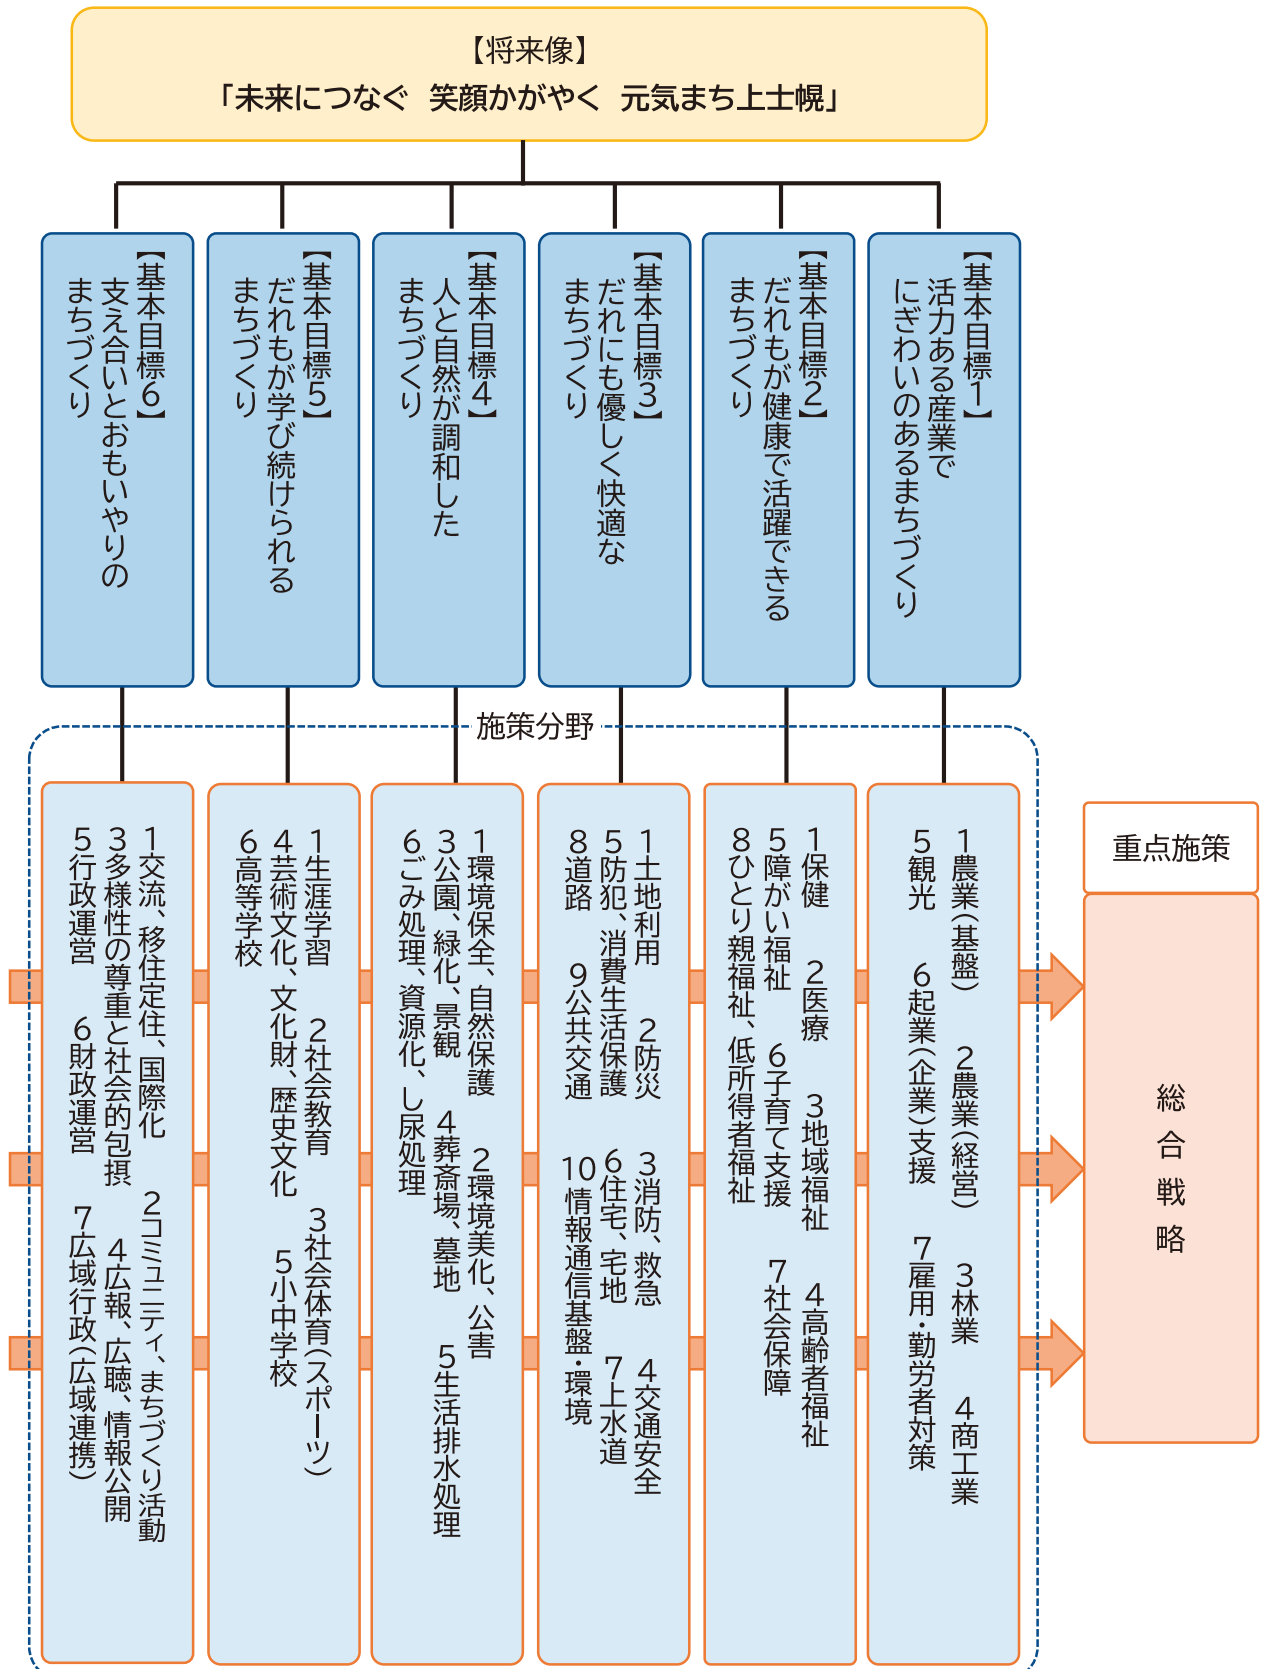 【将来像】
「未来につなぐ　笑顔かがやく　元気まち上士幌」
【基本目標１】
活力ある産業で
にぎわいのあるまちづくり
【基本目標２】
だれもが健康で活躍できる
まちづくり
【基本目標３】
だれにも優しく快適な
まちづくり
【基本目標４】
人と自然が調和した
まちづくり
【基本目標５】
だれもが学び続けられる
まちづくり
【基本目標６】
支え合いとおもいやりの
まちづくり
施策分野
１農業（基盤）　２農業（経営）　３林業　４商工業
５観光　６起業（企業）支援　７雇用・勤労者対策
１保健　２医療　３地域福祉　４高齢者福祉
５障がい福祉　６子育て支援　７社会保障
８ひとり親福祉、低所得者福祉
１土地利用　２防災　３消防、救急　４交通安全
５防犯、消費生活保護　６住宅、宅地　７上水道
８道路　９公共交通　10情報通信基盤・環境
１環境保全、自然保護　２環境美化、公害
３公園、緑化、景観　４葬斎場、墓地　５生活排水処理
６ごみ処理、資源化、し尿処理
１生涯学習　２社会教育　３社会体育（スポーツ）
４芸術文化、文化財、歴史文化　５小中学校
６高等学校
１交流、移住定住、国際化　２コミュニティ、まちづくり活動
３多様性の尊重と社会的包摂　４広報、広聴、情報公開
５行政運営　６財政運営　７広域行政（広域連携）
重点施策
総合戦略